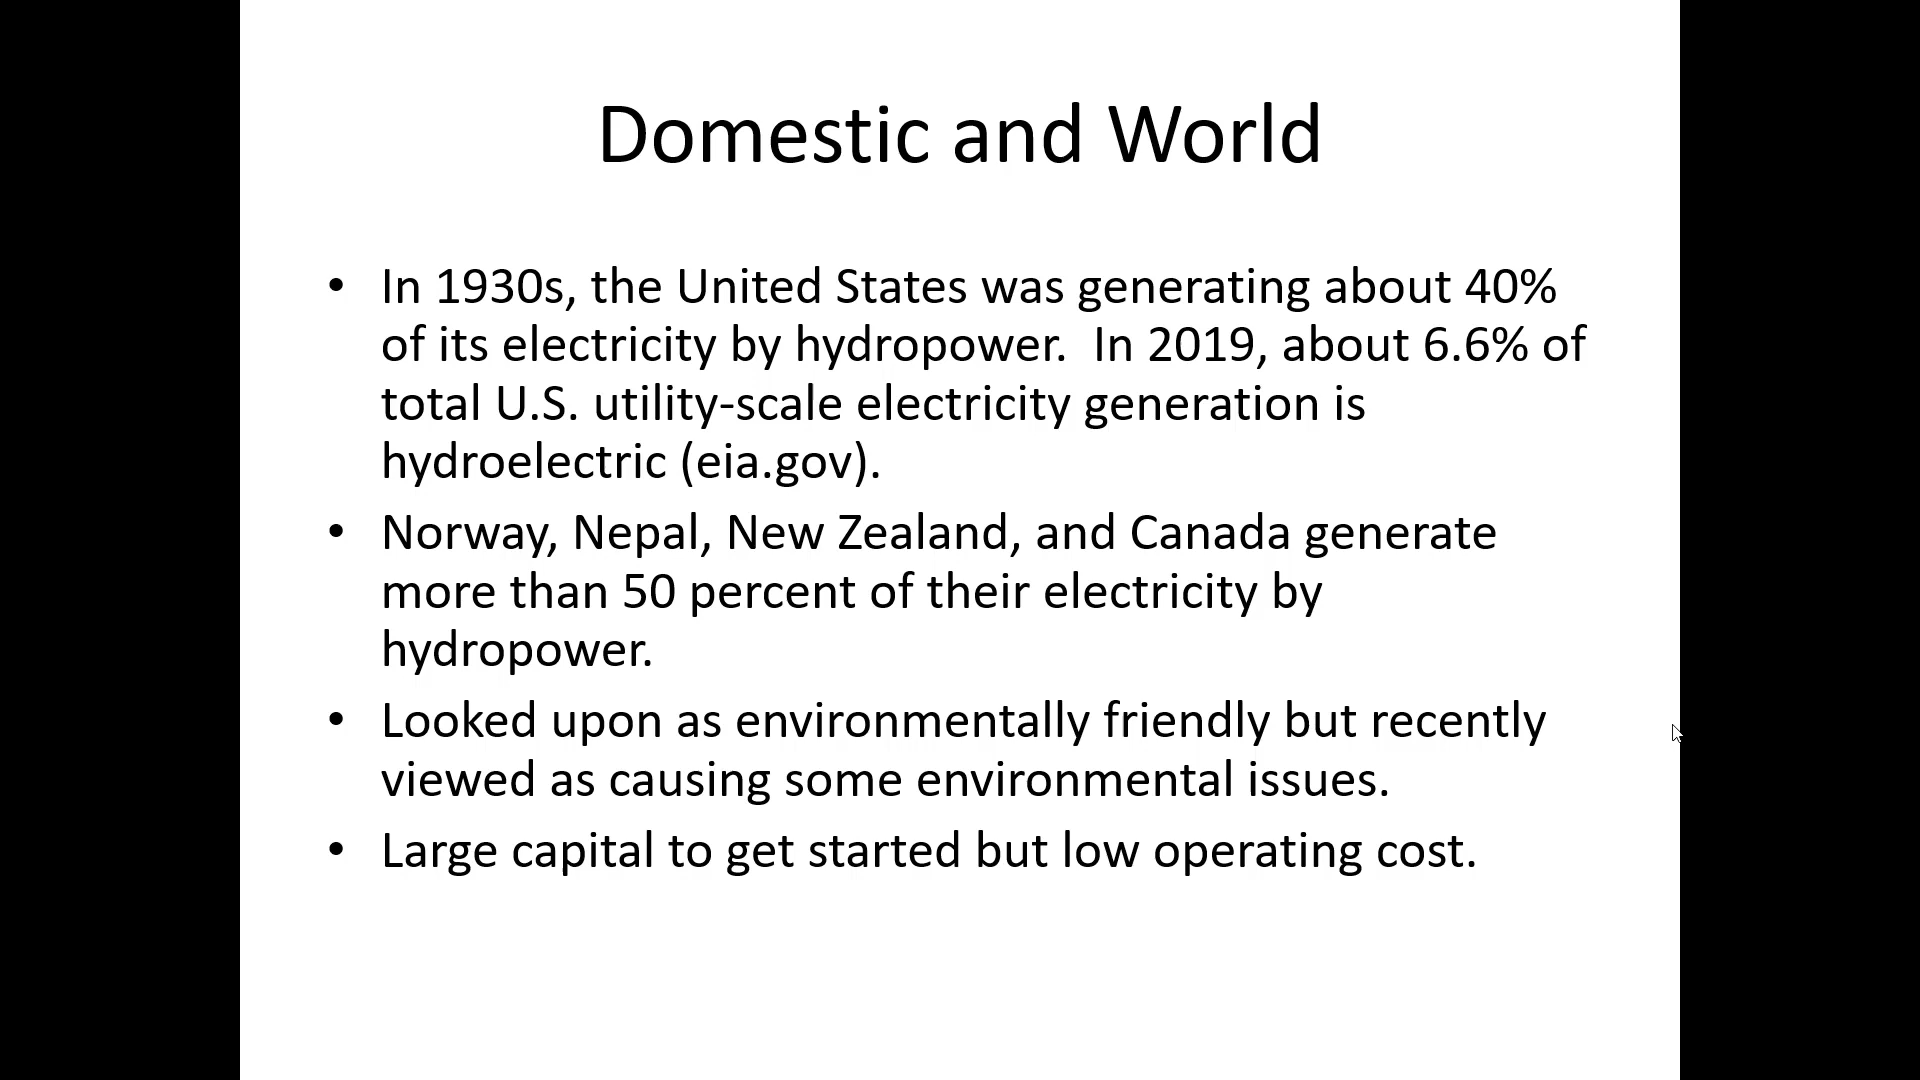 Domestic and World
• In 1930s, the United States was generating about 40%
of its electricity by hydropower.  In 2019, about 6.6% of
total U.S. utility-scale electricity generation is
hydroelectric (eia.gov).
• Norway, Nepal, New Zealand, and Canada generate
more than 50 percent of their electricity by
hydropower.
• Looked upon as environmentally friendly but recently
viewed as causing some environmental issues.
• Large capital to get started but low operating cost.